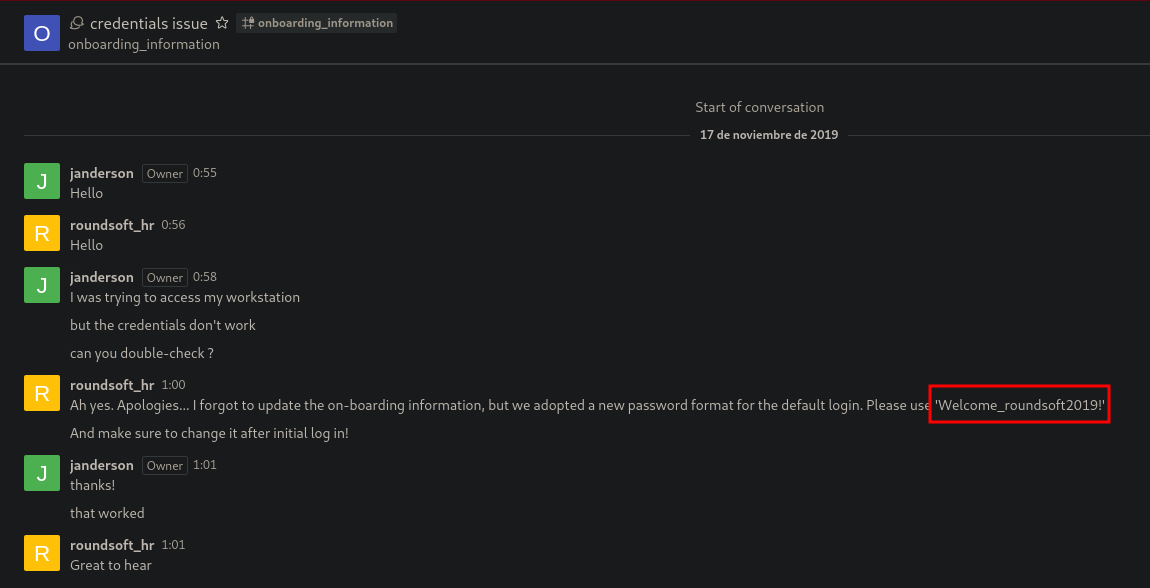 O
credentials issue onboarding_information
onboarding_information
Start of conversation
17 de noviembre de 2019
J
janderson Owner 0:55
Hello
R
roundsoft_hr 0:56
Hello
J
janderson Owner 0:58
I was trying to access my workstation
but the credentials don't work
can you double-check ?
R
roundsoft_hr 1:00
Ah yes. Apologies... I forgot to update the on-boarding information, but we adopted a new password format for the default login. Please use 'Welcome_roundsoft2019!'
And make sure to change it after initial log in!
J
janderson Owner 1:01
thanks!
that worked
R
roundsoft_hr 1:01
Great to hear